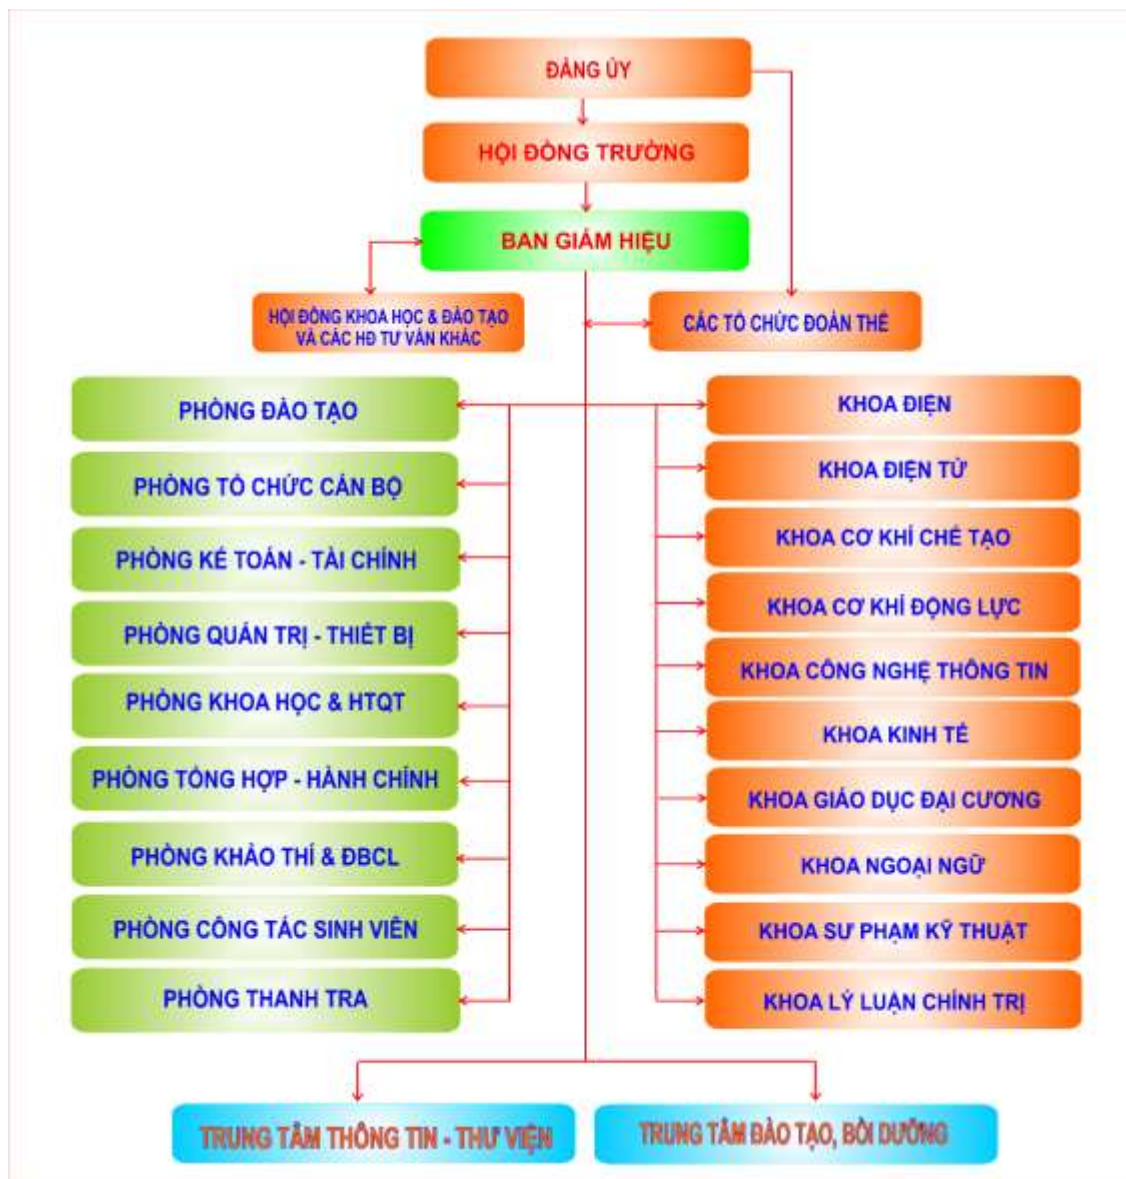 ĐẢNG ỦY
HỘI ĐỒNG TRƯỜNG
BAN GIÁM HIỆU
HỘI ĐỒNG KHOA HỌC & ĐÀO TẠO
VÀ CÁC HĐ TƯ VẤN KHÁC
CÁC TỔ CHỨC ĐOÀN THỂ
PHÒNG ĐÀO TẠO
PHÒNG TỔ CHỨC CÁN BỘ
PHÒNG KẾ TOÁN - TÀI CHÍNH
PHÒNG QUẢN TRỊ - THIẾT BỊ
PHÒNG KHOA HỌC & HTQT
PHÒNG TỔNG HỢP - HÀNH CHÍNH
PHÒNG KHẢO THÍ & ĐBCL
PHÒNG CÔNG TÁC SINH VIÊN
PHÒNG THANH TRA
KHOA ĐIỆN
KHOA ĐIỆN TỬ
KHOA CƠ KHÍ CHẾ TẠO
KHOA CƠ KHÍ ĐỘNG LỰC
KHOA CÔNG NGHỆ THÔNG TIN
KHOA KINH TẾ
KHOA GIÁO DỤC ĐẠI CƯƠNG
KHOA NGOẠI NGỮ
KHOA SƯ PHẠM KỸ THUẬT
KHOA LÝ LUẬN CHÍNH TRỊ
TRUNG TÂM THÔNG TIN - THƯ VIỆN
TRUNG TÂM ĐÀO TẠO, BỒI DƯỠNG